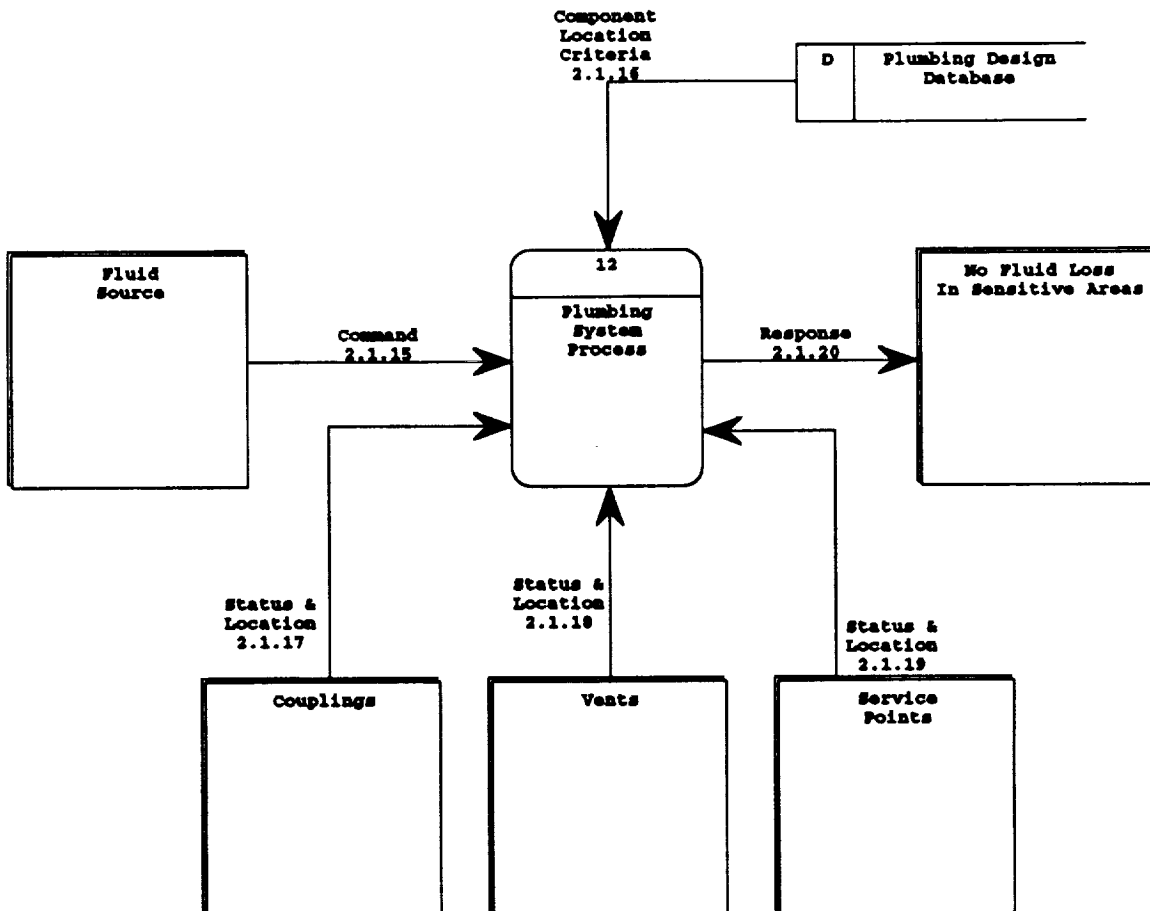 Component
Location
Criteria
2.1.16
D
Plumbing Design
Database
Fluid
Source
Command
2.1.15
12
Plumbing
System
Process
Response
2.1.20
No Fluid Loss
In Sensitive Areas
Status &
Location
2.1.17
Status &
Location
2.1.18
Status &
Location
2.1.19
Couplings
Vents
Service
Points